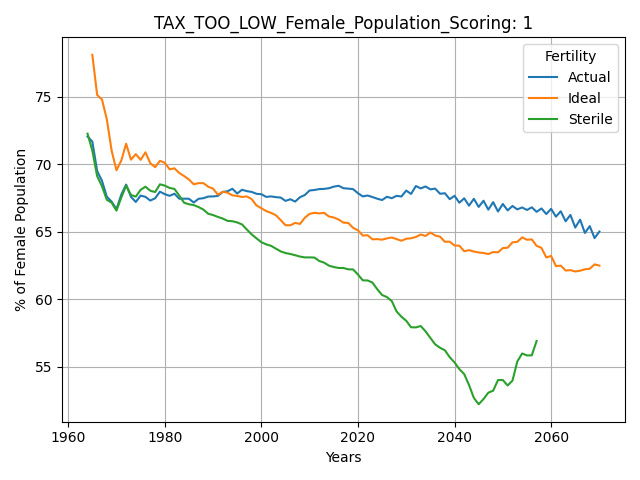 TAX_TOO_LOW_Female_Population_Scoring: 1
Fertility
Actual
Ideal
Sterile
% of Female Population
75
70
65
60
55
1960
1980
2000
2020
2040
2060
Years